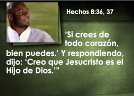 Hechos 8:36, 37
‘Si crees de
todo corazón,
bien puedes.’ Y respondiendo,
dijo: ‘Creo que Jesucristo es el
Hijo de Dios.’”